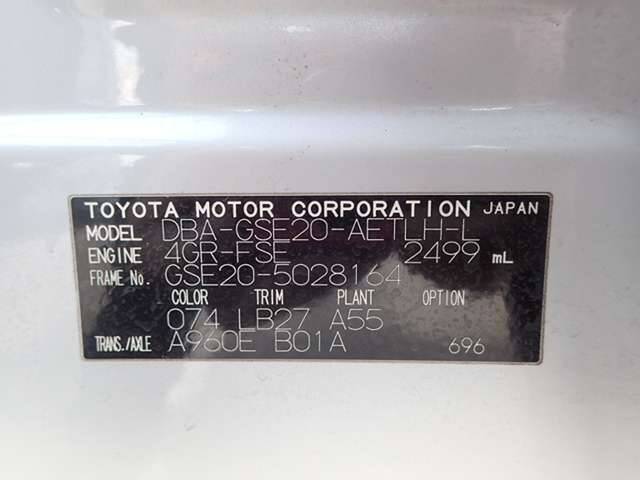 TOYOTA MOTOR CORPORATION JAPAN
MODEL DBA-GSE20-AETLH-L
ENGINE 4GR-FSE 2499 mL
FRAME No. GSE20-5028164
COLOR TRIM PLANT OPTION
074 LB27 A55
TRANS./AXLE A960E B01A 696